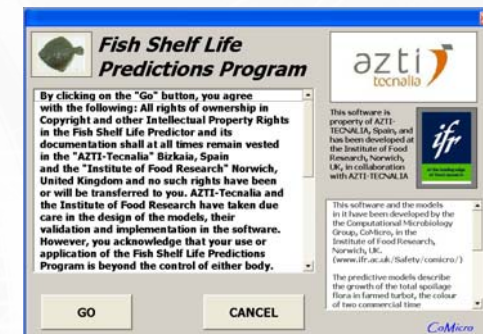 Fish Shelf Life
Predictions Program
By clicking on the "Go" button, you agree
with the following: All rights of ownership in
Copyright and other Intellectual Property Rights
in the Fish Shelf Life Predictor and its
documentation shall at all times remain vested
in the "AZTI-Tecnalia" Bizkaia, Spain
and the "Institute of Food Research" Norwich,
United Kingdom and no such rights have been
or will be transferred to you. AZTI-Tecnalia and
the Institute of Food Research have taken due
care in the design of the models, their
validation and implementation in the software.
However, you acknowledge that your use or
application of the Fish Shelf Life Predictions
Program is beyond the control of either body.
GO
CANCEL
azti
tecnalia
This software is
property of AZTI-
TECNALIA, Spain, and
has been developed at
the Institute of Food
Research, Norwich,
UK, in collaboration
with AZTI-TECNALIA
ifr
This software and the models
in it have been developed by the
the Computational Microbiology
Group, CoMicro, in the
Institute of Food Research,
Norwich, UK.
(www.ifr.ac.uk/Safety/comicro/)
The predictive models describe
the growth of the total spoilage
flora in farmed turbot, the colour
of two commercial time
CoMicro